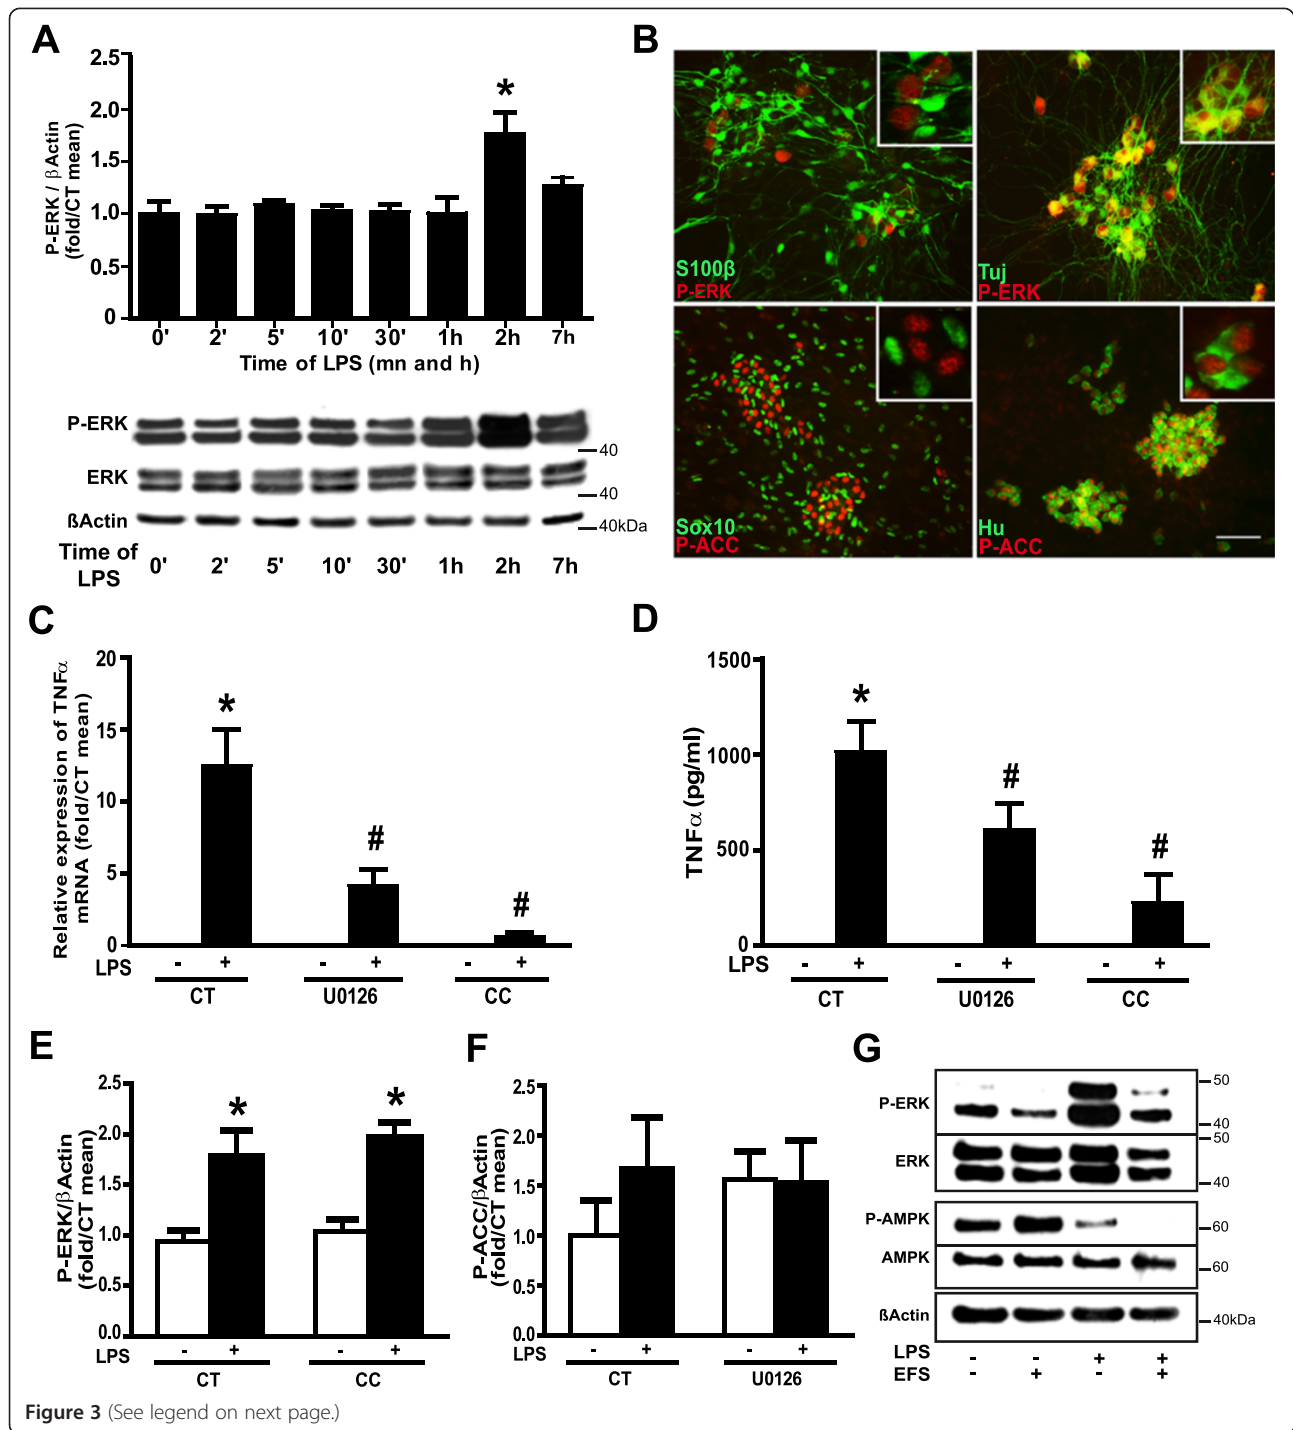 A
2.5
2.0
1.5
1.0
0.5
0
P-ERK / βActin
(fold/CT mean)
*
0' 2' 5' 10' 30' 1h 2h 7h
Time of LPS (mn and h)
P-ERK
40
ERK
40
ßActin
40kDa
Time of LPS
0' 2' 5' 10' 30' 1h 2h 7h
B
S100β
P-ERK
Tuj
P-ERK
Sox10
P-ACC
Hu
P-ACC
C
Relative expression of TNFα
mRNA (fold/CT mean)
20
15
10
5
0
*
#
#
LPS - + - + - +
CT U0126 CC
D
TNFα (pg/ml)
1500
1000
500
0
*
#
#
LPS - + - + - +
CT U0126 CC
E
P-ERK/βActin
(fold/CT mean)
2.5
2.0
1.5
1.0
0.5
0.0
*
*
LPS - + - +
CT CC
F
P-ACC/βActin
(fold/CT mean)
2.5
2.0
1.5
1.0
0.5
0.0
LPS - + - +
CT U0126
G
P-ERK
50
40
ERK
50
40
P-AMPK
60
AMPK
60
ßActin
40kDa
LPS - - + +
EFS - + - +
Figure 3 (See legend on next page.)